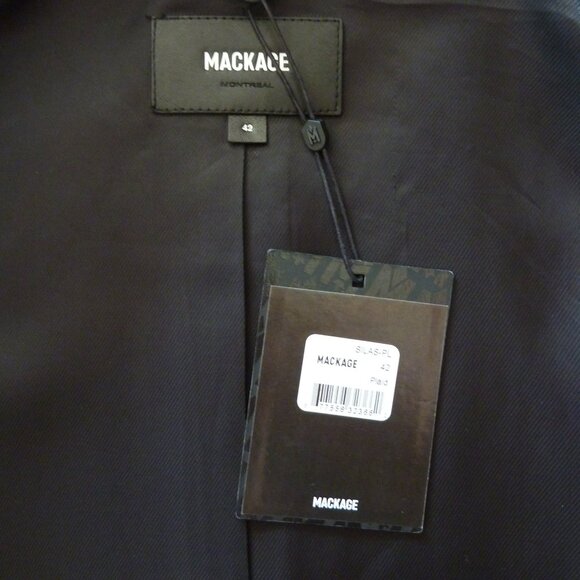 MACKAGE
MONTREAL
42
M
SILAS-PL
MACKAGE
42
Plaid
MACKAGE